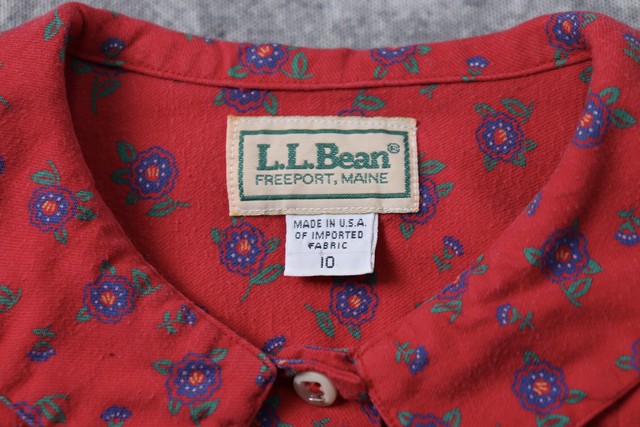 L.L.Bean®
FREEPORT, MAINE
MADE IN U.S.A.
OF IMPORTED
FABRIC
10